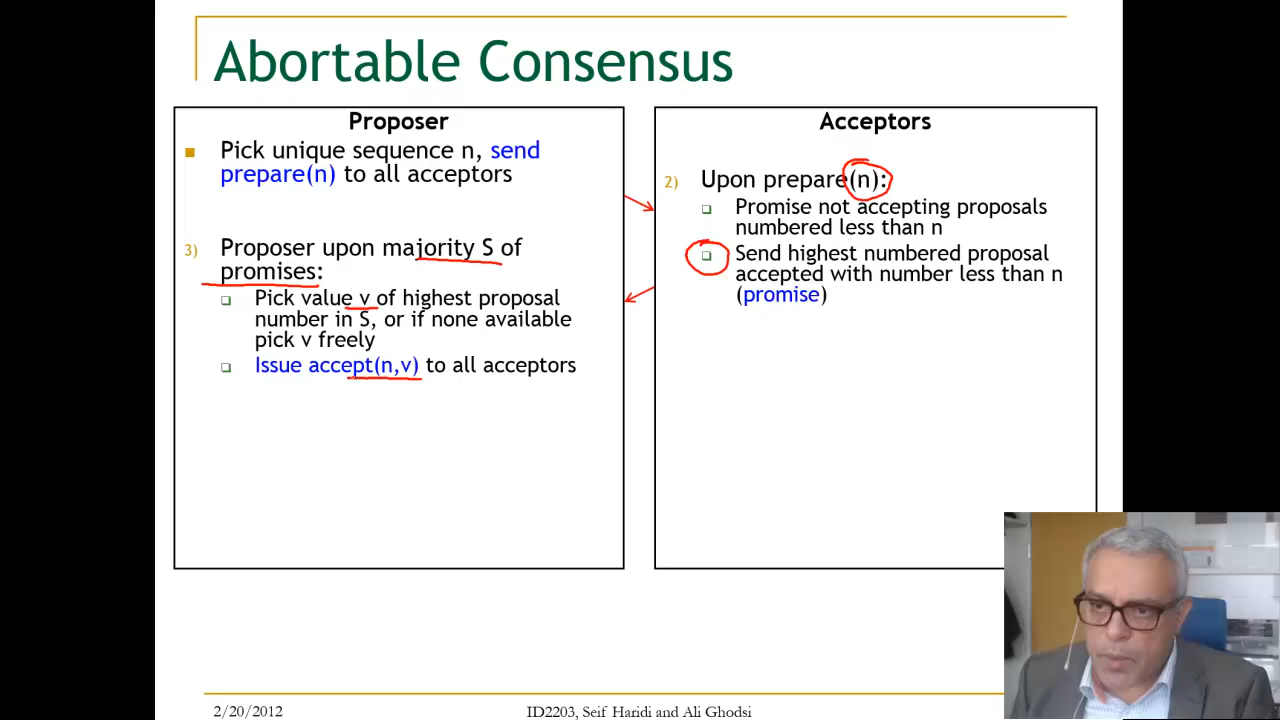 Abortable Consensus
Proposer
Pick unique sequence n, send
prepare(n) to all acceptors
3) Proposer upon majority S of
promises:
Pick value v of highest proposal
number in S, or if none available
pick v freely
Issue accept(n,v) to all acceptors
Acceptors
2) Upon prepare(n):
Promise not accepting proposals
numbered less than n
Send highest numbered proposal
accepted with number less than n
(promise)
2/20/2012
ID2203, Seif Haridi and Ali Ghodsi